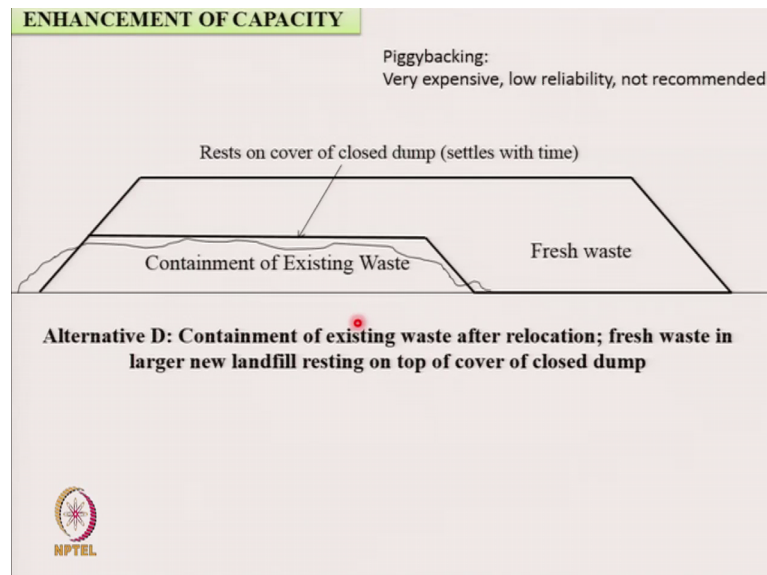 ENHANCEMENT OF CAPACITY
Piggybacking:
Very expensive, low reliability, not recommended
Rests on cover of closed dump (settles with time)
Fresh waste
Containment of Existing Waste
Alternative D: Containment of existing waste after relocation; fresh waste in
larger new landfill resting on top of cover of closed dump
NPTEL